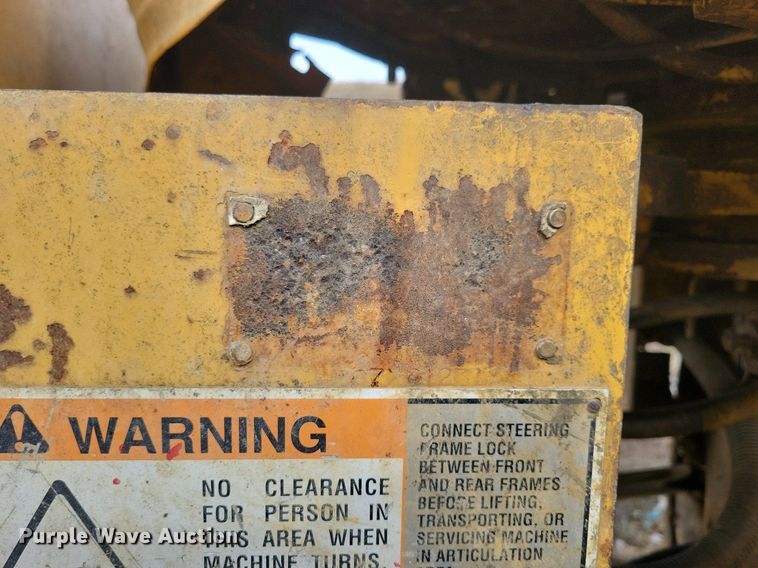 WARNING
NO CLEARANCE
FOR PERSON IN
THIS AREA WHEN
MACHINE TURNS.
CONNECT STEERING
FRAME LOCK
BETWEEN FRONT
AND REAR FRAMES
BEFORE LIFTING,
TRANSPORTING, OR
SERVICING MACHINE
IN ARTICULATION
Purple Wave Auction